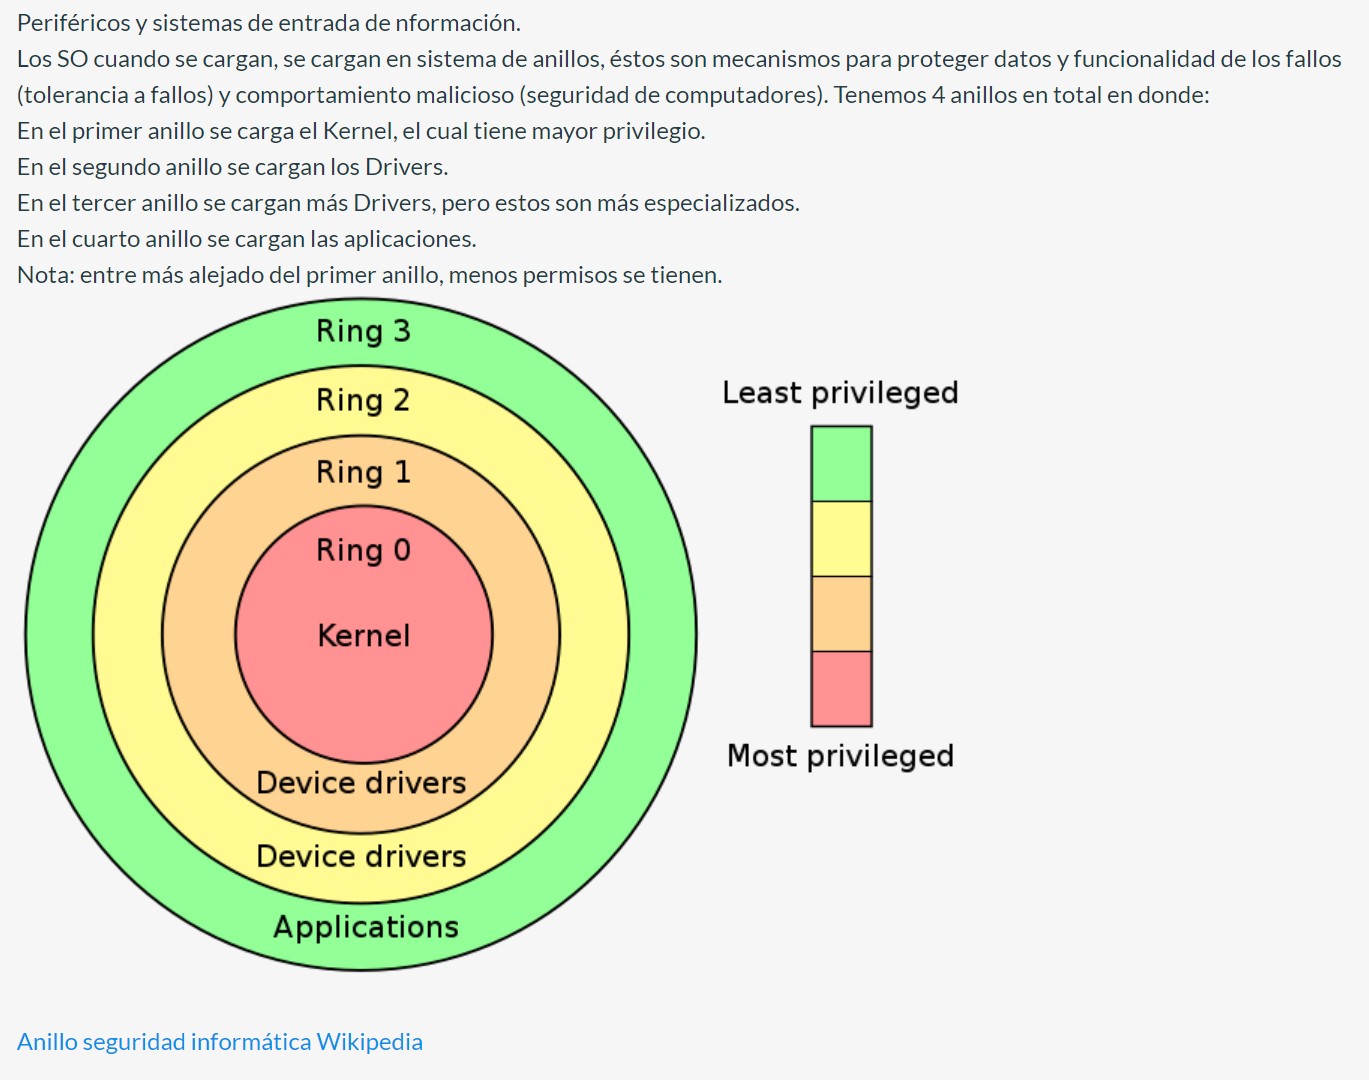 Periféricos y sistemas de entrada de nformación.
Los SO cuando se cargan, se cargan en sistema de anillos, éstos son mecanismos para proteger datos y funcionalidad de los fallos
(tolerancia a fallos) y comportamiento malicioso (seguridad de computadores). Tenemos 4 anillos en total en donde:
En el primer anillo se carga el Kernel, el cual tiene mayor privilegio.
En el segundo anillo se cargan los Drivers.
En el tercer anillo se cargan más Drivers, pero estos son más especializados.
En el cuarto anillo se cargan las aplicaciones.
Nota: entre más alejado del primer anillo, menos permisos se tienen.
Ring 3
Ring 2
Ring 1
Ring 0
Kernel
Device drivers
Device drivers
Applications
Least privileged
Most privileged
Anillo seguridad informática Wikipedia